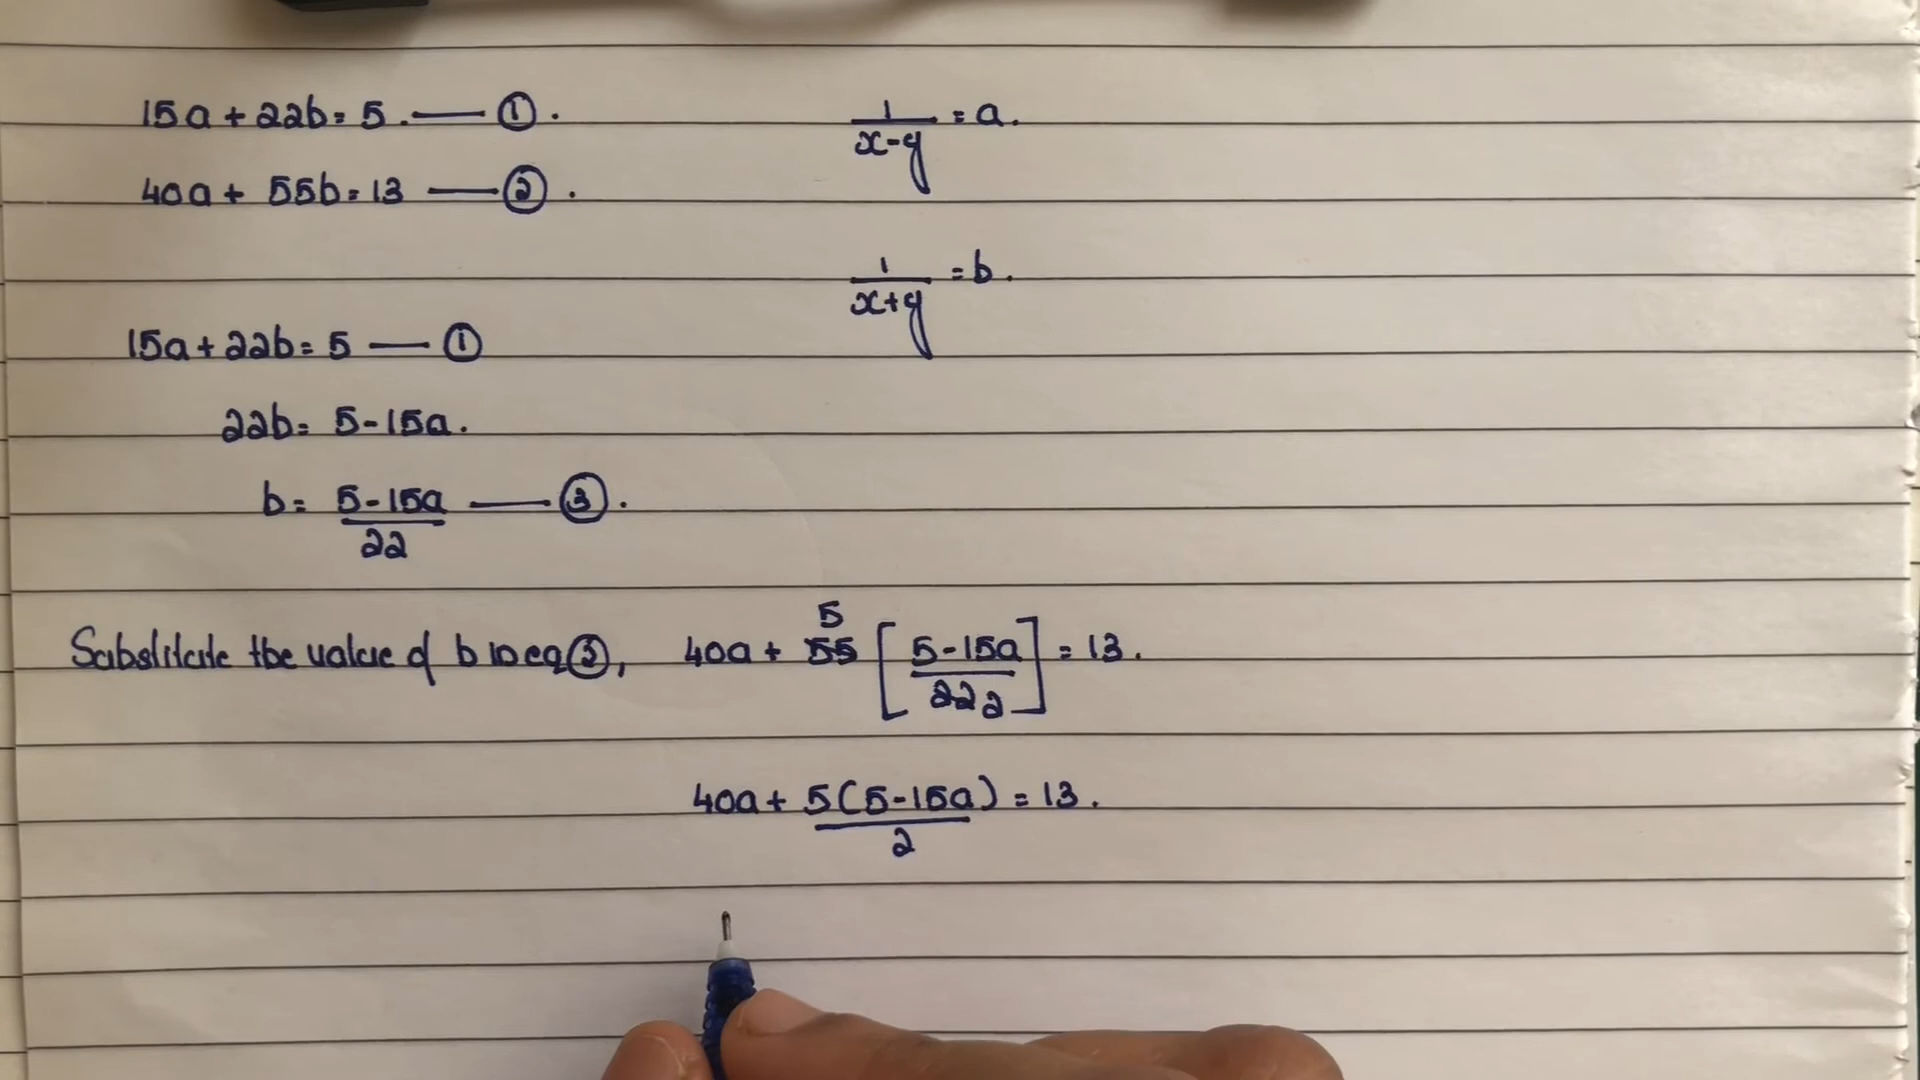 15a + 22b = 5. — ①.
40a + 55b = 13 — ②.
1/(x-y) = a.
1/(x+y) = b.
15a + 22b = 5 — ①
22b = 5 - 15a.
b = (5 - 15a)/22 — ③.
Substitute the value of b in eq②, 40a + 55 5 [(5 - 15a)/22 2] = 13.
40a + 5(5 - 15a)/2 = 13.